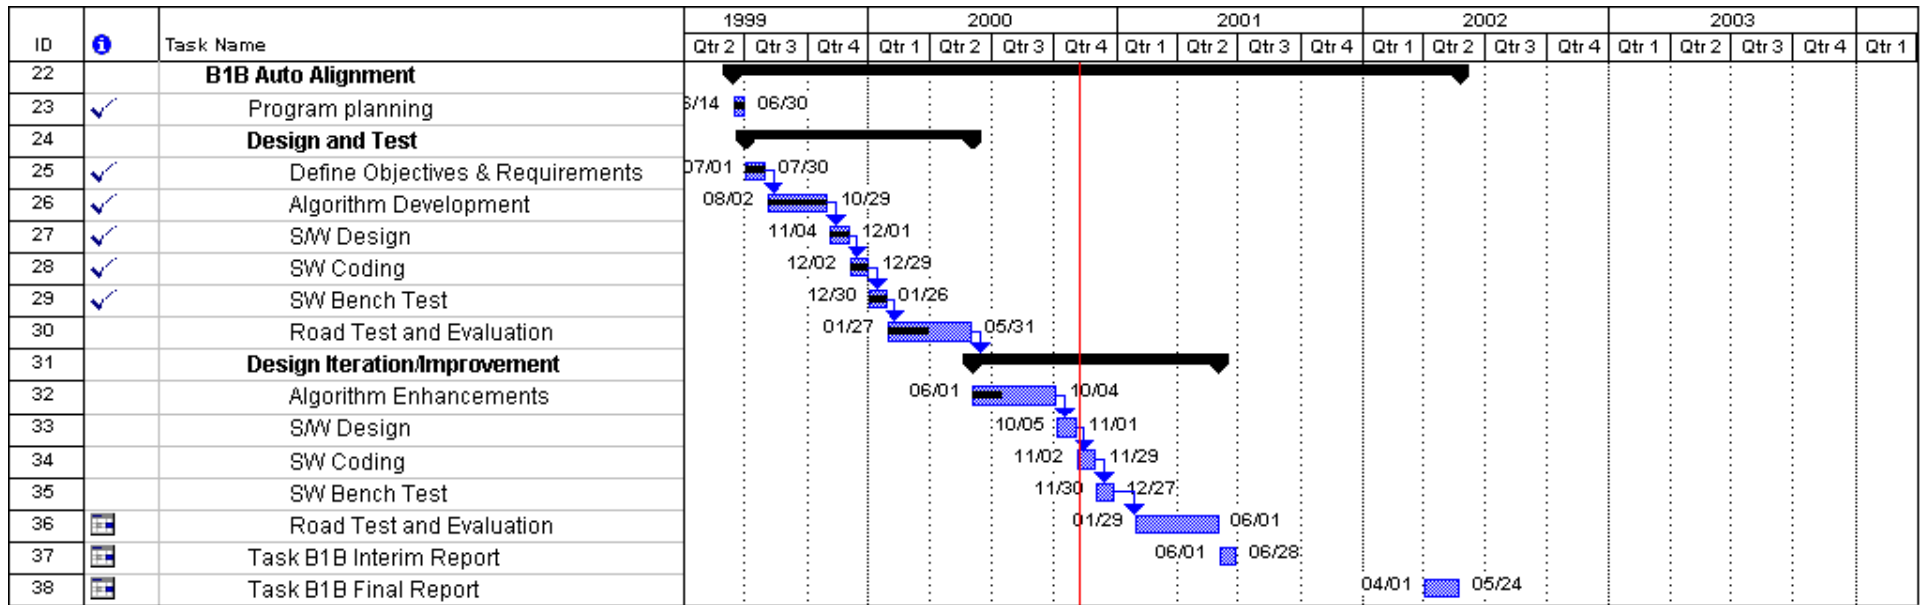 1999 2000 2001 2002 2003
ID Task Name Qtr 2 Qtr 3 Qtr 4 Qtr 1 Qtr 2 Qtr 3 Qtr 4 Qtr 1 Qtr 2 Qtr 3 Qtr 4 Qtr 1 Qtr 2 Qtr 3 Qtr 4 Qtr 1 Qtr 2 Qtr 3 Qtr 4 Qtr 1
22 B1B Auto Alignment
23 Program planning 6/14 06/30
24 Design and Test
25 Define Objectives & Requirements 07/01 07/30
26 Algorithm Development 08/02 10/29
27 S/W Design 11/04 12/01
28 SW Coding 12/02 12/29
29 SW Bench Test 12/30 01/26
30 Road Test and Evaluation 01/27 05/31
31 Design Iteration/Improvement
32 Algorithm Enhancements 06/01 10/04
33 S/W Design 10/05 11/01
34 SW Coding 11/02 11/29
35 SW Bench Test 11/30 12/27
36 Road Test and Evaluation 01/29 06/01
37 Task B1B Interim Report 06/01 06/28
38 Task B1B Final Report 04/01 05/24